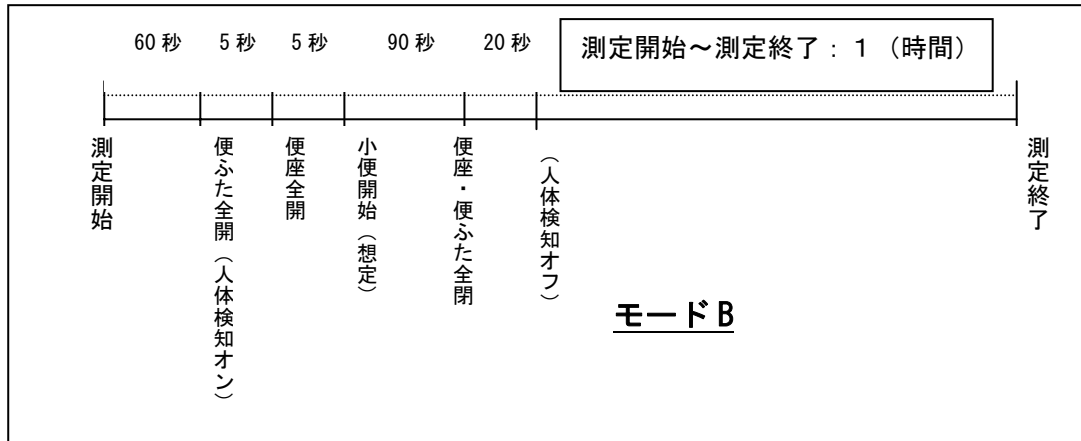 60秒 5秒 5秒 90秒 20秒
測定開始～測定終了：１（時間）
測定開始
便ふた全開（人体検知オン）
便座全開
小便開始（想定）
便座・便ふた全閉
（人体検知オフ）
測定終了
モードB